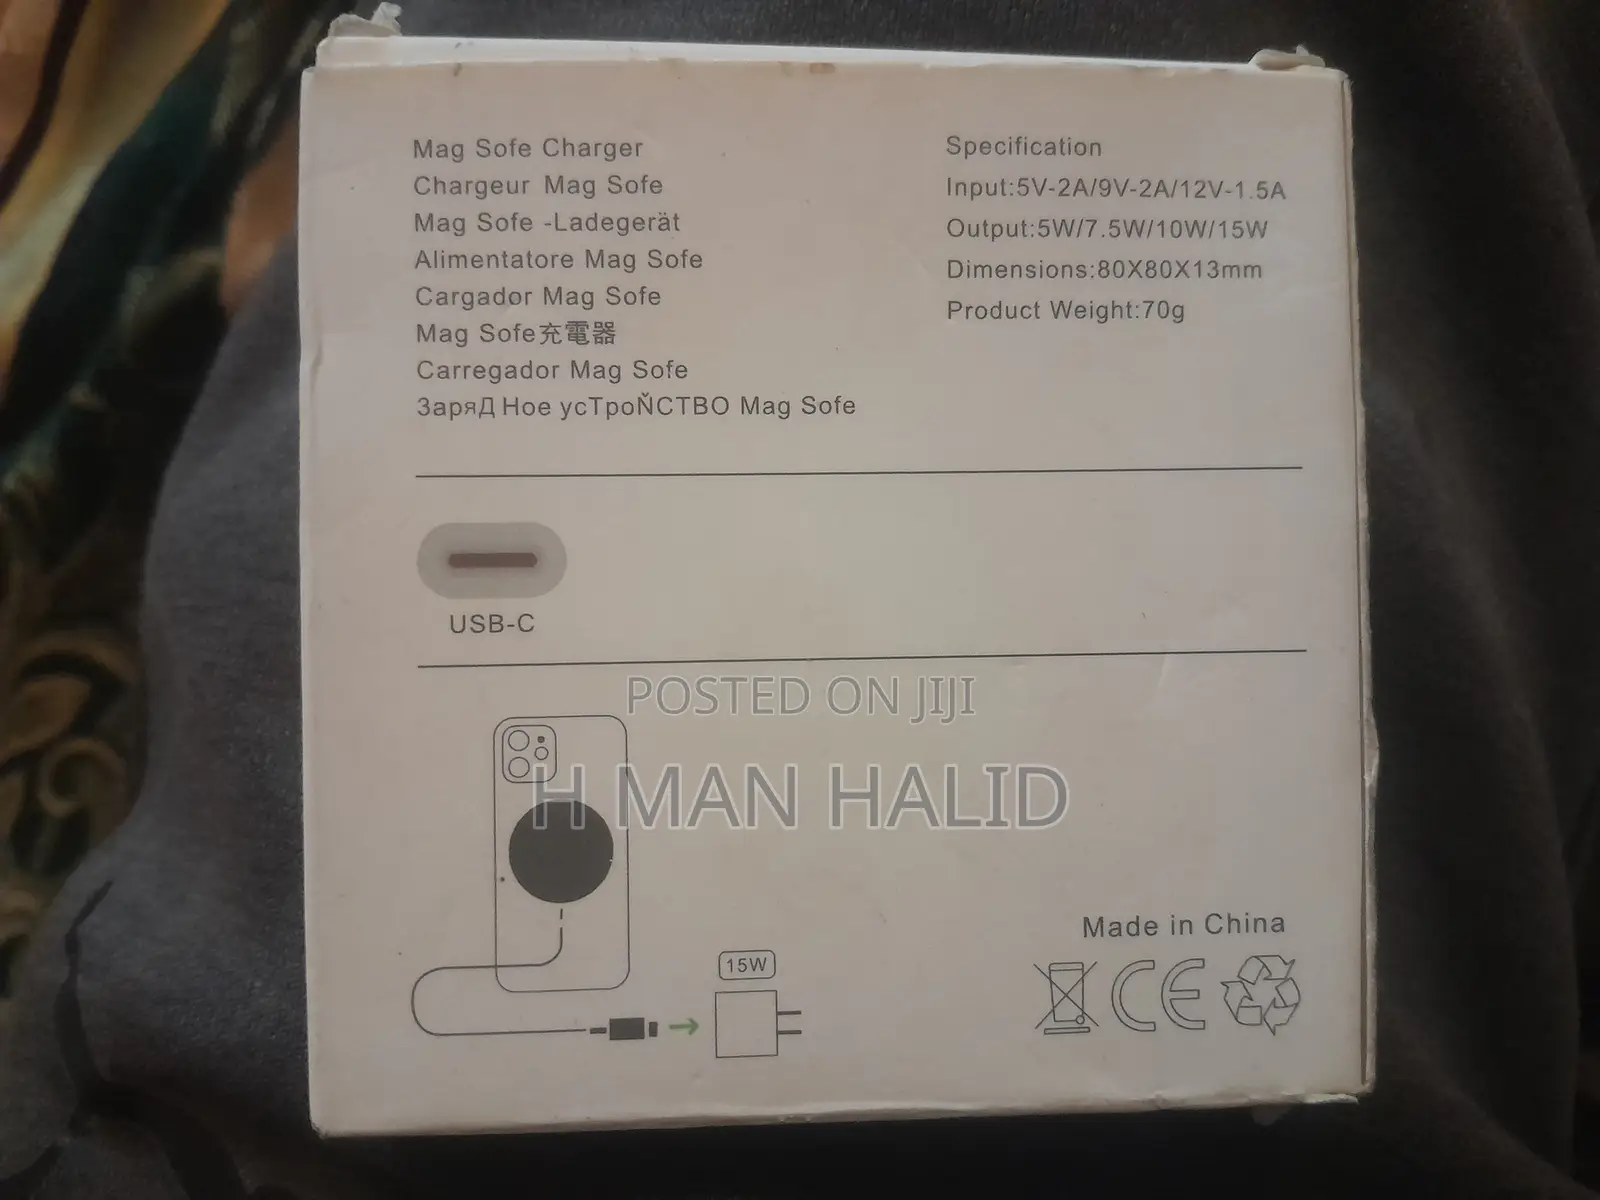 Mag Sofe Charger
Chargeur Mag Sofe
Mag Sofe -Ladegerät
Alimentatore Mag Sofe
Cargador Mag Sofe
Mag Sofe充電器
Carregador Mag Sofe
ЗаряД Ное усТроЙСТВО Mag Sofe
Specification
Input:5V-2A/9V-2A/12V-1.5A
Output:5W/7.5W/10W/15W
Dimensions:80X80X13mm
Product Weight:70g
USB-C
POSTED ON JIJI
H MAN HALID
15W
Made in China
CE